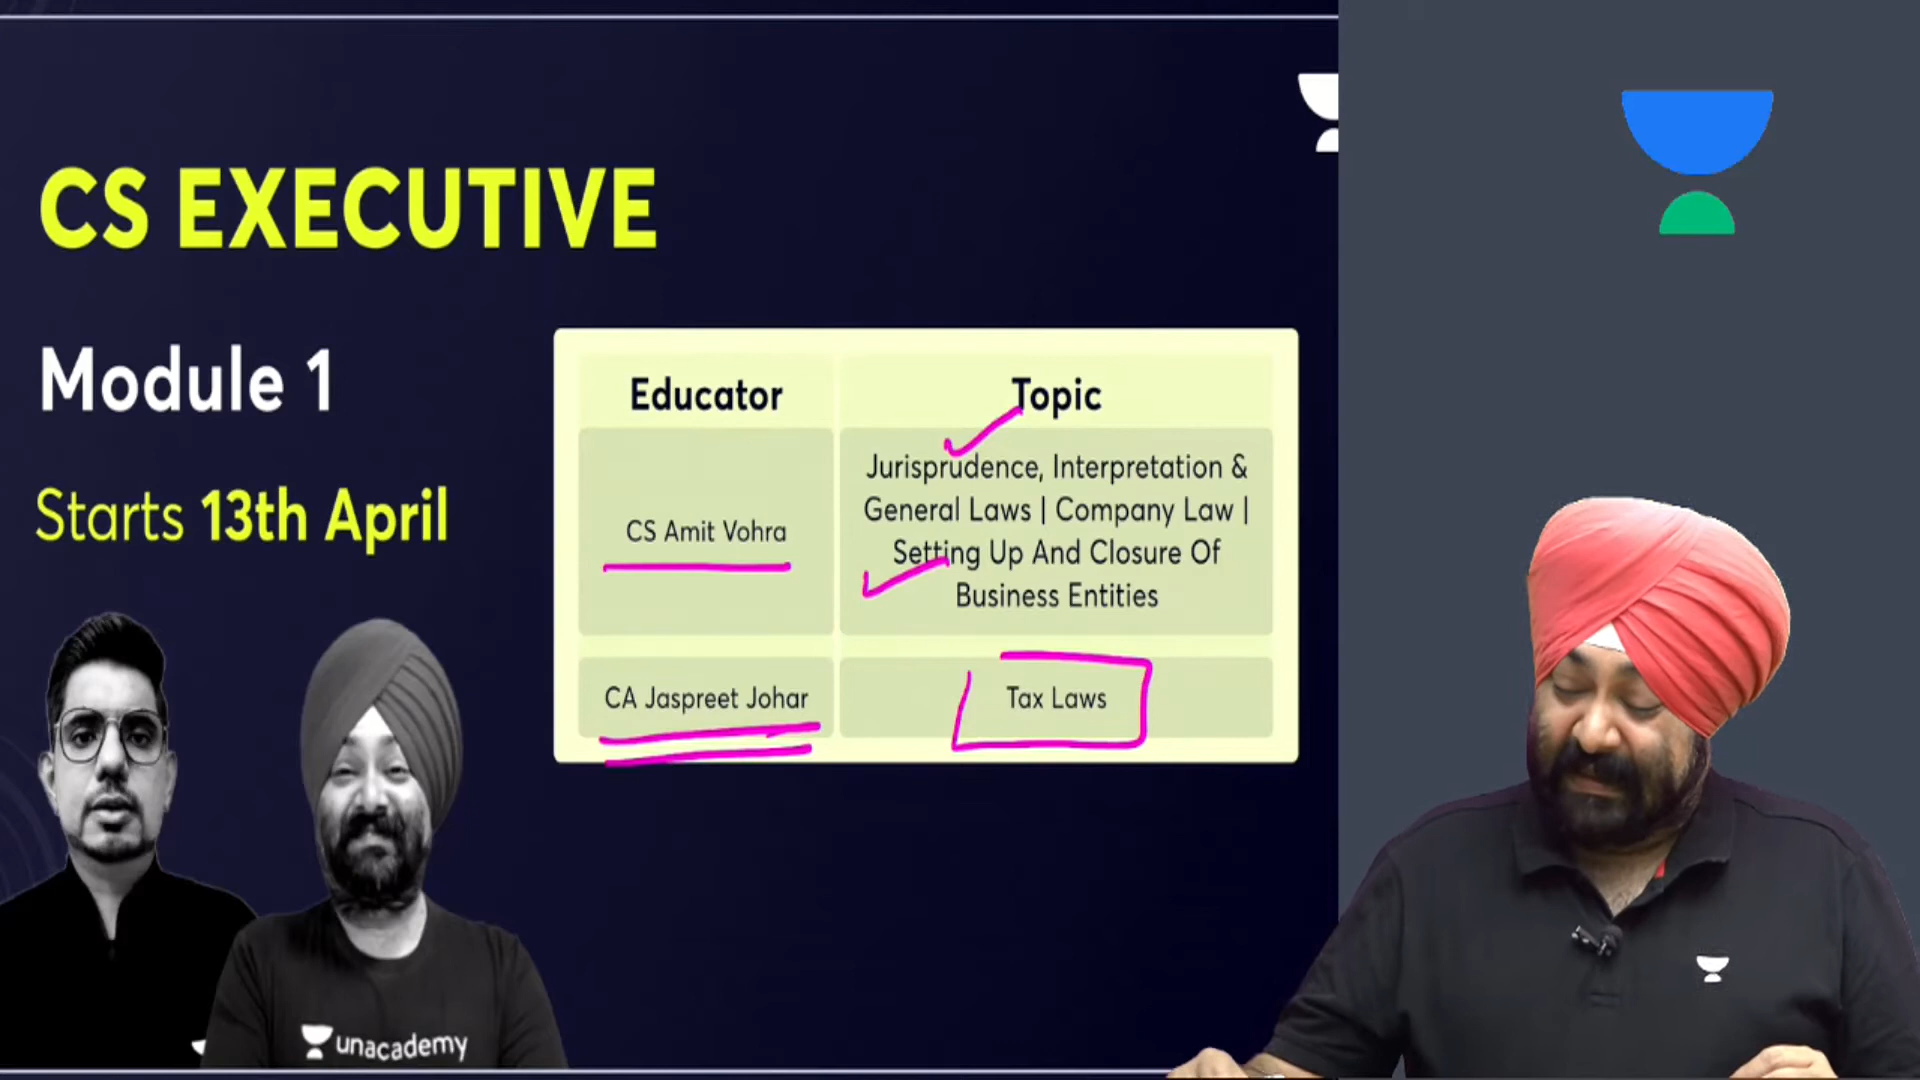 CS EXECUTIVE
Module 1
Starts 13th April
Educator
Topic
CS Amit Vohra
Jurisprudence, Interpretation &
General Laws | Company Law |
Setting Up And Closure Of
Business Entities
CA Jaspreet Johar
Tax Laws
unacademy